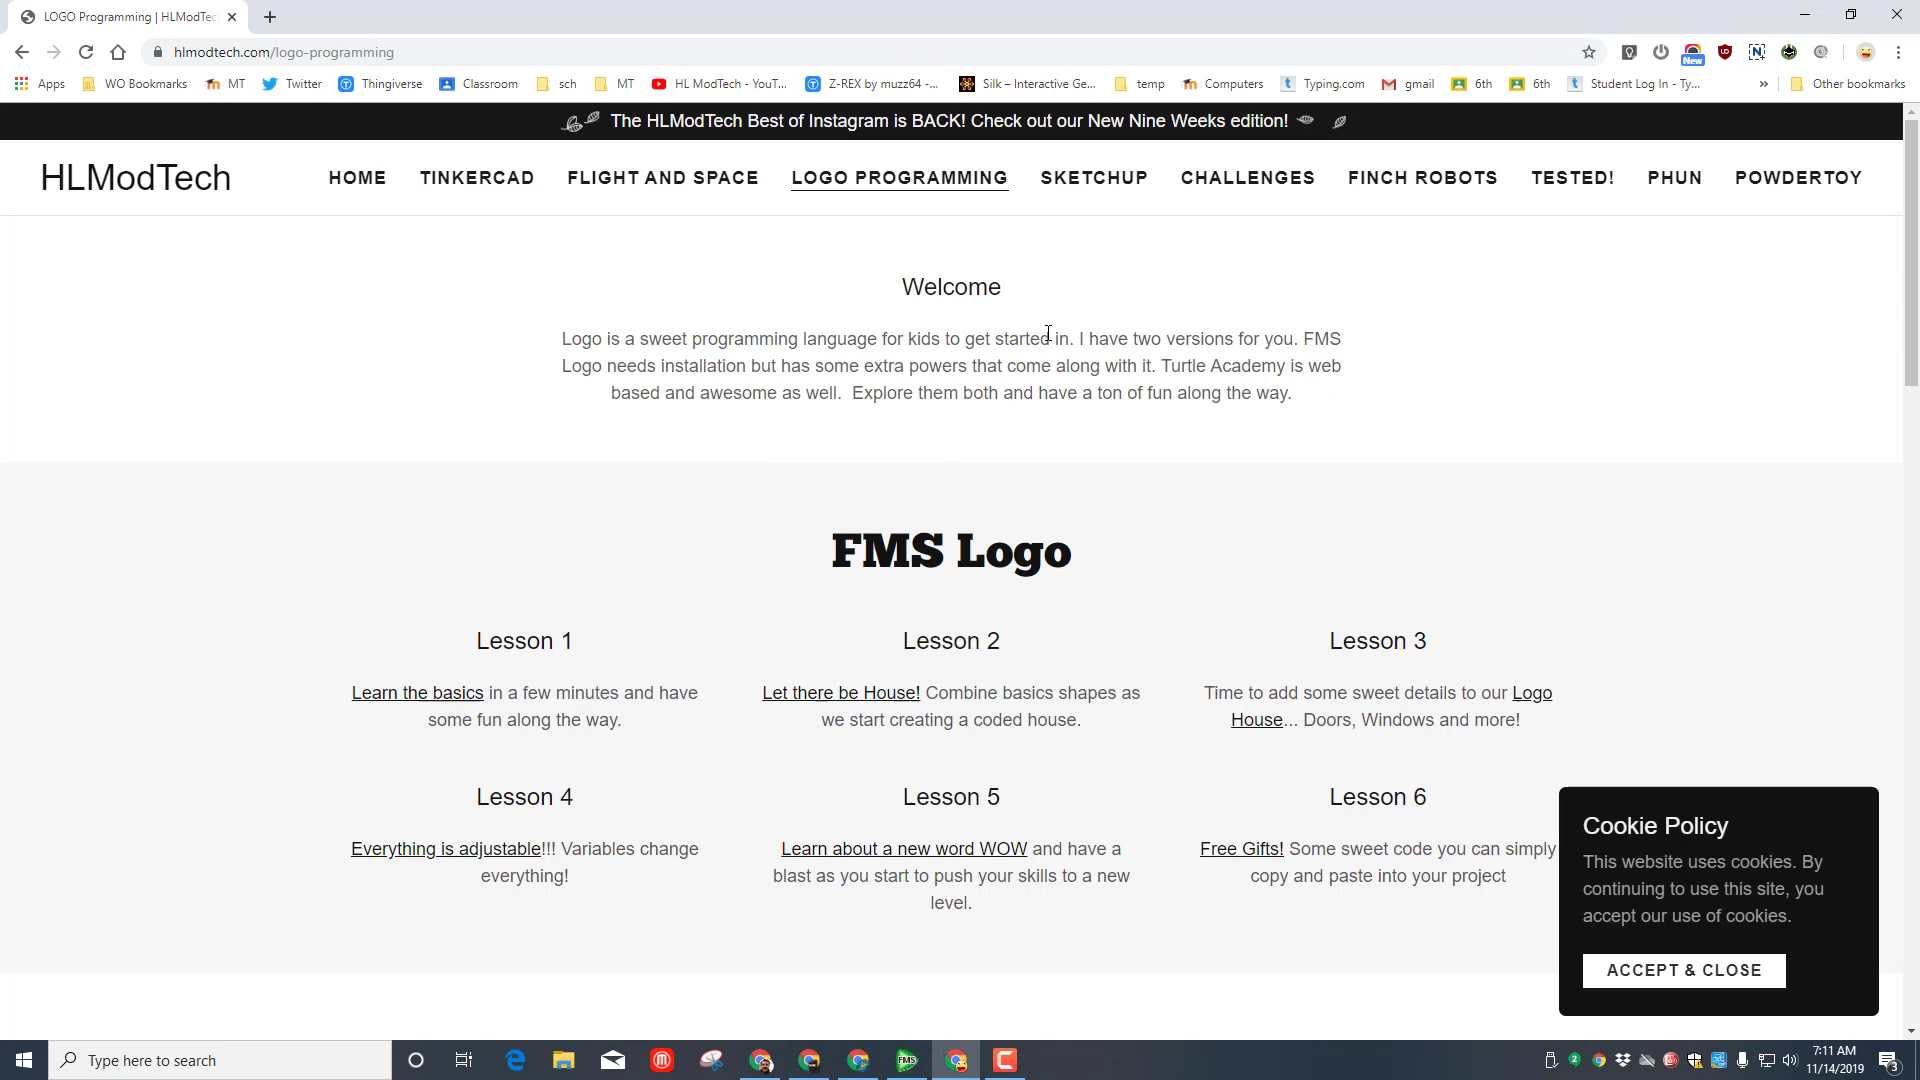 LOGO Programming | HLModTec
hlmodtech.com/logo-programming
New
Apps WO Bookmarks MT Twitter Thingiverse Classroom sch MT HL ModTech - YouT... Z-REX by muzz64 -... Silk – Interactive Ge... temp Computers Typing.com gmail 6th 6th Student Log In - Ty... » Other bookmarks
The HLModTech Best of Instagram is BACK! Check out our New Nine Weeks edition!
HLModTech HOME TINKERCAD FLIGHT AND SPACE LOGO PROGRAMMING SKETCHUP CHALLENGES FINCH ROBOTS TESTED! PHUN POWDERTOY
Welcome
Logo is a sweet programming language for kids to get started in. I have two versions for you. FMS
Logo needs installation but has some extra powers that come along with it. Turtle Academy is web
based and awesome as well. Explore them both and have a ton of fun along the way.
FMS Logo
Lesson 1
Learn the basics in a few minutes and have
some fun along the way.
Lesson 2
Let there be House! Combine basics shapes as
we start creating a coded house.
Lesson 3
Time to add some sweet details to our Logo
House... Doors, Windows and more!
Lesson 4
Everything is adjustable!!! Variables change
everything!
Lesson 5
Learn about a new word WOW and have a
blast as you start to push your skills to a new
level.
Lesson 6
Free Gifts! Some sweet code you can simply
copy and paste into your project
Cookie Policy
This website uses cookies. By
continuing to use this site, you
accept our use of cookies.
ACCEPT & CLOSE
Type here to search
FMS
7:11 AM
11/14/2019
3